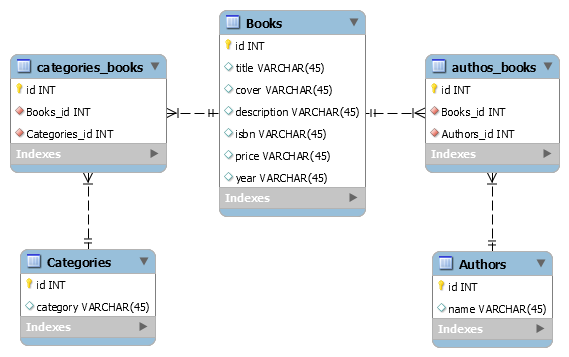 Books
id INT
title VARCHAR(45)
cover VARCHAR(45)
description VARCHAR(45)
isbn VARCHAR(45)
price VARCHAR(45)
year VARCHAR(45)
Indexes
categories_books
id INT
Books_id INT
Categories_id INT
Indexes
authos_books
id INT
Books_id INT
Authors_id INT
Indexes
Categories
id INT
category VARCHAR(45)
Indexes
Authors
id INT
name VARCHAR(45)
Indexes